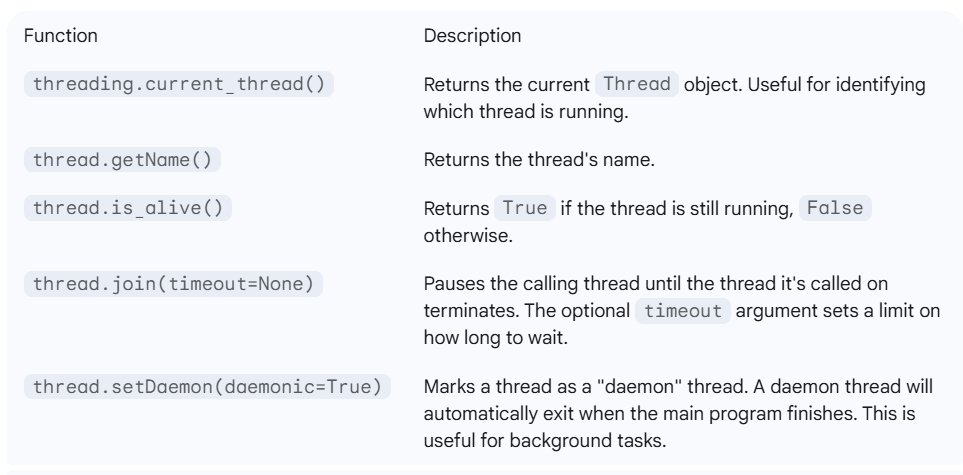 Function Description
threading.current_thread() Returns the current Thread object. Useful for identifying
which thread is running.
thread.getName() Returns the thread's name.
thread.is_alive() Returns True if the thread is still running, False
otherwise.
thread.join(timeout=None) Pauses the calling thread until the thread it's called on
terminates. The optional timeout argument sets a limit on
how long to wait.
thread.setDaemon(daemonic=True) Marks a thread as a "daemon" thread. A daemon thread will
automatically exit when the main program finishes. This is
useful for background tasks.